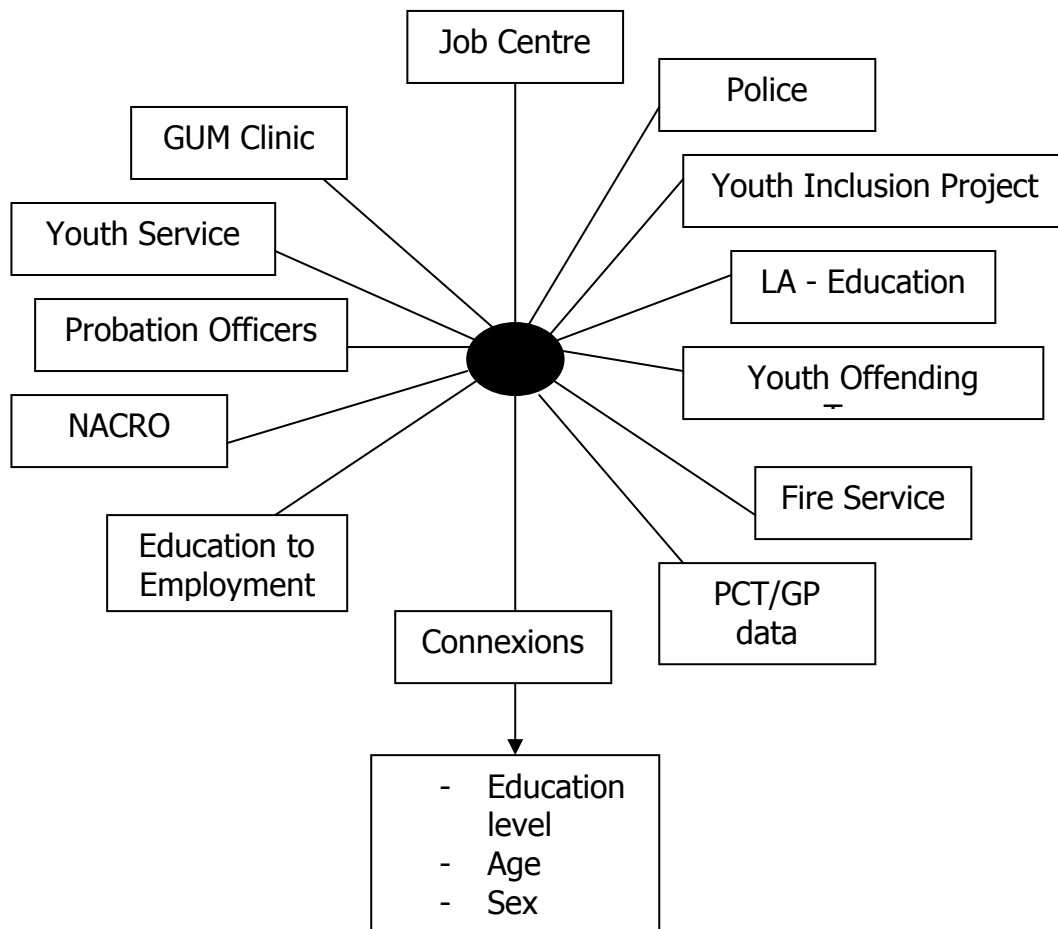 Job Centre
Police
GUM Clinic
Youth Inclusion Project
Youth Service
LA - Education
Probation Officers
Youth Offending
NACRO
Fire Service
Education to
Employment
PCT/GP
data
Connexions
- Education
level
- Age
- Sex